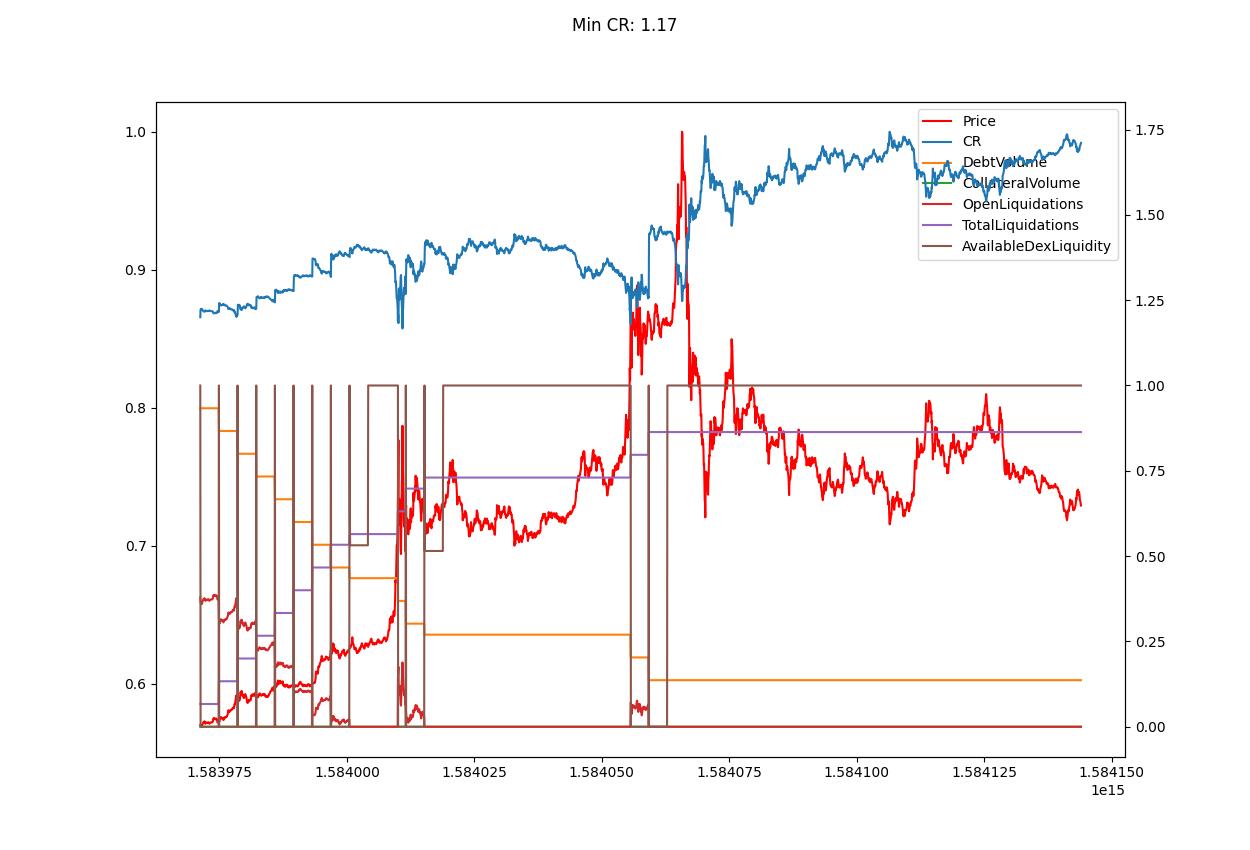 Min CR: 1.17
1.0
0.9
0.8
0.7
0.6
1.75
1.50
1.25
1.00
0.75
0.50
0.25
0.00
Price
CR
DebtVolume
CollateralVolume
OpenLiquidations
TotalLiquidations
AvailableDexLiquidity
1.583975 1.584000 1.584025 1.584050 1.584075 1.584100 1.584125 1.584150
1e15